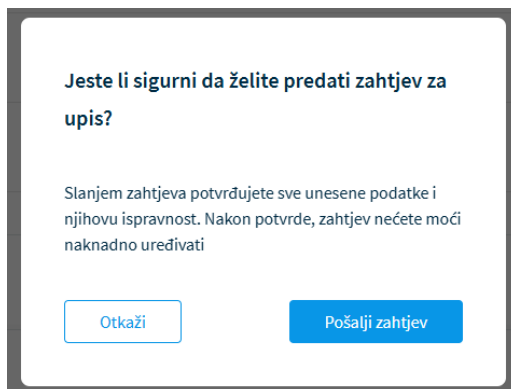 Jeste li sigurni da želite predati zahtjev za
upis?
Slanjem zahtjeva potvrđujete sve unesene podatke i
njihovu ispravnost. Nakon potvrde, zahtjev nećete moći
naknadno uređivati
Otkaži
Pošalji zahtjev